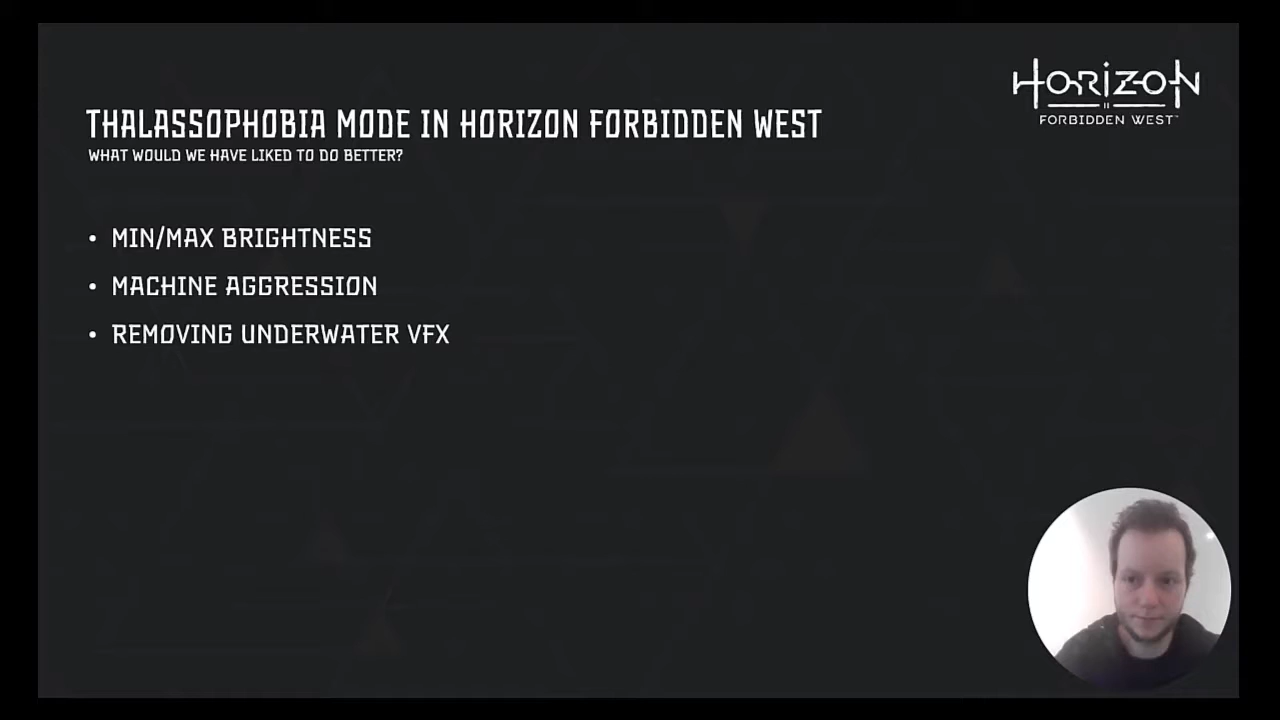 HORIZON
FORBIDDEN WEST™
THALASSOPHOBIA MODE IN HORIZON FORBIDDEN WEST
WHAT WOULD WE HAVE LIKED TO DO BETTER?
• MIN/MAX BRIGHTNESS
• MACHINE AGGRESSION
• REMOVING UNDERWATER VFX